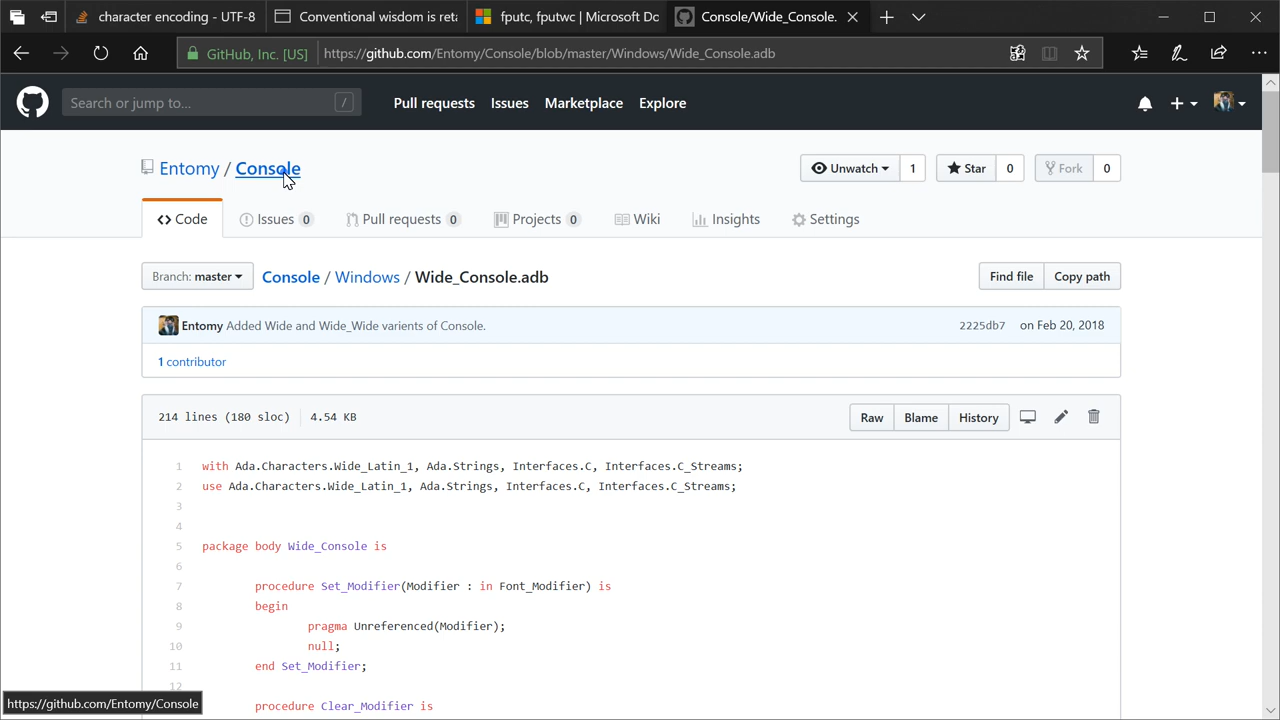 character encoding - UTF-8
Conventional wisdom is reta
fputc, fputwc | Microsoft Do
Console/Wide_Console.
GitHub, Inc. [US]
https://github.com/Entomy/Console/blob/master/Windows/Wide_Console.adb
Search or jump to...
/
Pull requests
Issues
Marketplace
Explore
Entomy / Console
Unwatch
1
Star
0
Fork
0
Code
Issues 0
Pull requests 0
Projects 0
Wiki
Insights
Settings
Branch: master
Console / Windows / Wide_Console.adb
Find file
Copy path
Entomy Added Wide and Wide_Wide varients of Console.
2225db7 on Feb 20, 2018
1 contributor
214 lines (180 sloc)
4.54 KB
Raw
Blame
History
1 with Ada.Characters.Wide_Latin_1, Ada.Strings, Interfaces.C, Interfaces.C_Streams;
2 use Ada.Characters.Wide_Latin_1, Ada.Strings, Interfaces.C, Interfaces.C_Streams;
3
4
5 package body Wide_Console is
6
7 procedure Set_Modifier(Modifier : in Font_Modifier) is
8 begin
9 pragma Unreferenced(Modifier);
10 null;
11 end Set_Modifier;
12
procedure Clear_Modifier is
https://github.com/Entomy/Console